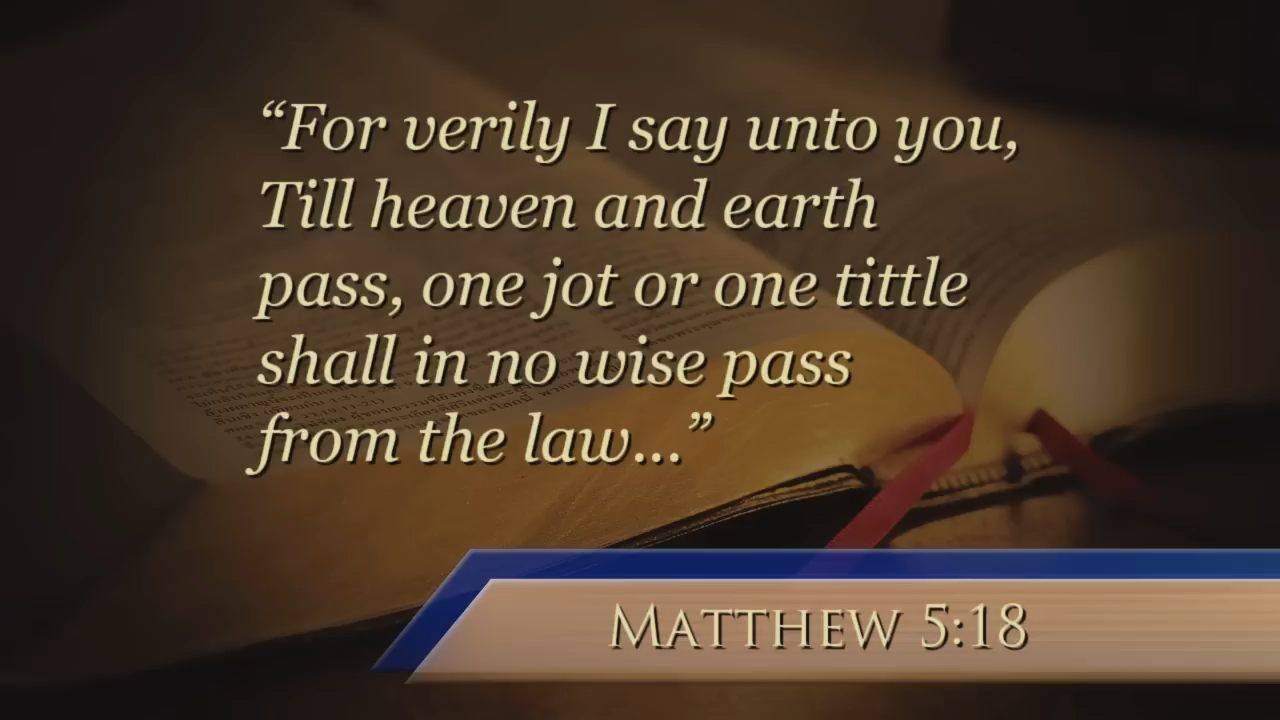 “For verily I say unto you,
Till heaven and earth
pass, one jot or one tittle
shall in no wise pass
from the law...”
MATTHEW 5:18